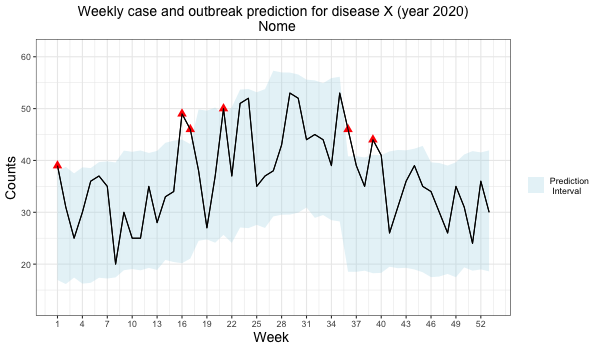 Weekly case and outbreak prediction for disease X (year 2020)
Nome
60
50
40
30
20
Counts
1 4 7 10 13 16 19 22 25 28 31 34 37 40 43 46 49 52
Week
Prediction
Interval